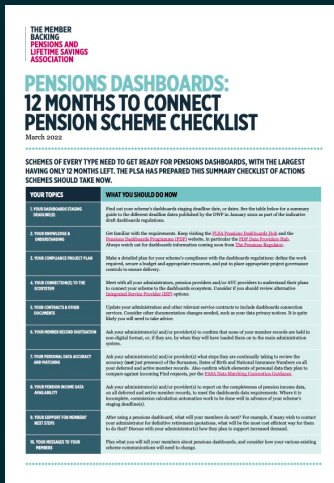 THE MEMBER
BACKING
PENSIONS AND
LIFETIME SAVINGS
ASSOCIATION
PENSIONS DASHBOARDS:
12 MONTHS TO CONNECT
PENSION SCHEME CHECKLIST
March 2022
SCHEMES OF EVERY TYPE NEED TO GET READY FOR PENSIONS DASHBOARDS, WITH THE LARGEST
HAVING ONLY 12 MONTHS LEFT. THE PLSA HAS PREPARED THIS SUMMARY CHECKLIST OF ACTIONS
SCHEMES SHOULD TAKE NOW.
YOUR TOPICS
WHAT YOU SHOULD DO NOW
1. YOUR DASHBOARDS STAGING
DEADLINE(S)
Find out your scheme's dashboards staging deadline date, or dates. See the table below for a summary
guide to the different deadline dates published by the DWP in January 2022 as part of the indicative
draft dashboards regulations.
2. YOUR KNOWLEDGE &
UNDERSTANDING
Get familiar with the requirements. Keep visiting the PLSA Pensions Dashboards Hub and the
Pensions Dashboards Programme (PDP) website, in particular the PDP Data Providers Hub.
Always watch out for dashboards information coming soon from The Pensions Regulator.
3. YOUR COMPLIANCE PROJECT PLAN
Make a detailed plan for your scheme's compliance with the dashboards regulations: define the work
required, secure a budget and appropriate resources, and put in place appropriate project governance
controls to ensure delivery.
4. YOUR CONNECTION(S) TO THE
ECOSYSTEM
Meet with all your administrators, pension providers and/or AVC providers to understand their plans
to connect your scheme to the dashboards ecosystem. Consider if you should review alternative
Integrated Service Provider (ISP) options.
5. YOUR CONTRACTS & OTHER
DOCUMENTS
Update your administration and other relevant service contracts to include dashboards connection
services. Consider other documentation changes needed, such as your data privacy notices. It is quite
likely you will need to take advice.
6. YOUR MEMBER RECORD DIGITISATION
Ask your administrator(s) and/or provider(s) to confirm that none of your member records are held in
non-digital format, or, if they are, by when they will have loaded them on to the main administration
system.
7. YOUR PERSONAL DATA ACCURACY
AND MATCHING
Ask your administrator(s) and/or provider(s) what steps they are continually taking to review the
accuracy (not just presence) of the Surnames, Dates of Birth and National Insurance Numbers on all
your deferred and active member records. Also confirm which elements of personal data they plan to
compare against incoming Find requests, per the PASA Data Matching Convention Guidance.
8. YOUR PENSION INCOME DATA
AVAILABILITY
Ask your administrator(s) and/or provider(s) to report on the completeness of pension income data,
on all deferred and active member records, to meet the dashboards data requirements. Where it is
incomplete, commission calculation automation work to be done well in advance of your scheme's
staging deadline(s).
9. YOUR SUPPORT FOR MEMBERS'
NEXT STEPS
After using a pensions dashboard, what will your members do next? For example, if many wish to contact
your administrator for definitive retirement quotations, what will be the most cost efficient way for them
to do that? Discuss with your administrator(s) how they plan to support increased demand.
10. YOUR MESSAGES TO YOUR
MEMBERS
Plan what you will tell your members about pensions dashboards, and consider how your various existing
scheme communications will need to change.